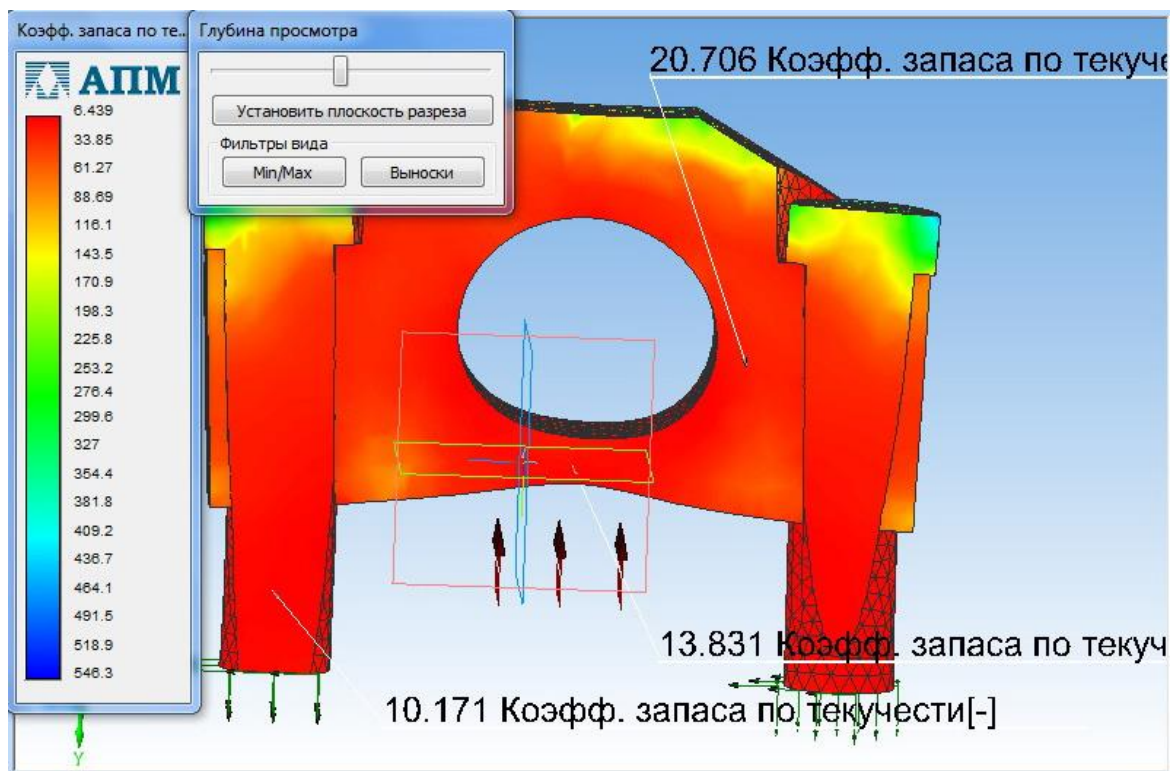 Коэфф. запаса по те..
Глубина просмотра
Установить плоскость разреза
Фильтры вида
Min/Max
Выноски
АПМ
6.439
33.85
61.27
88.69
116.1
143.5
170.9
198.3
225.8
253.2
276.4
299.6
327
354.4
381.8
409.2
436.7
464.1
491.5
518.9
546.3
20.706 Коэфф. запаса по текуче
13.831 Коэфф. запаса по текуч
10.171 Коэфф. запаса по текучести[-]
Y